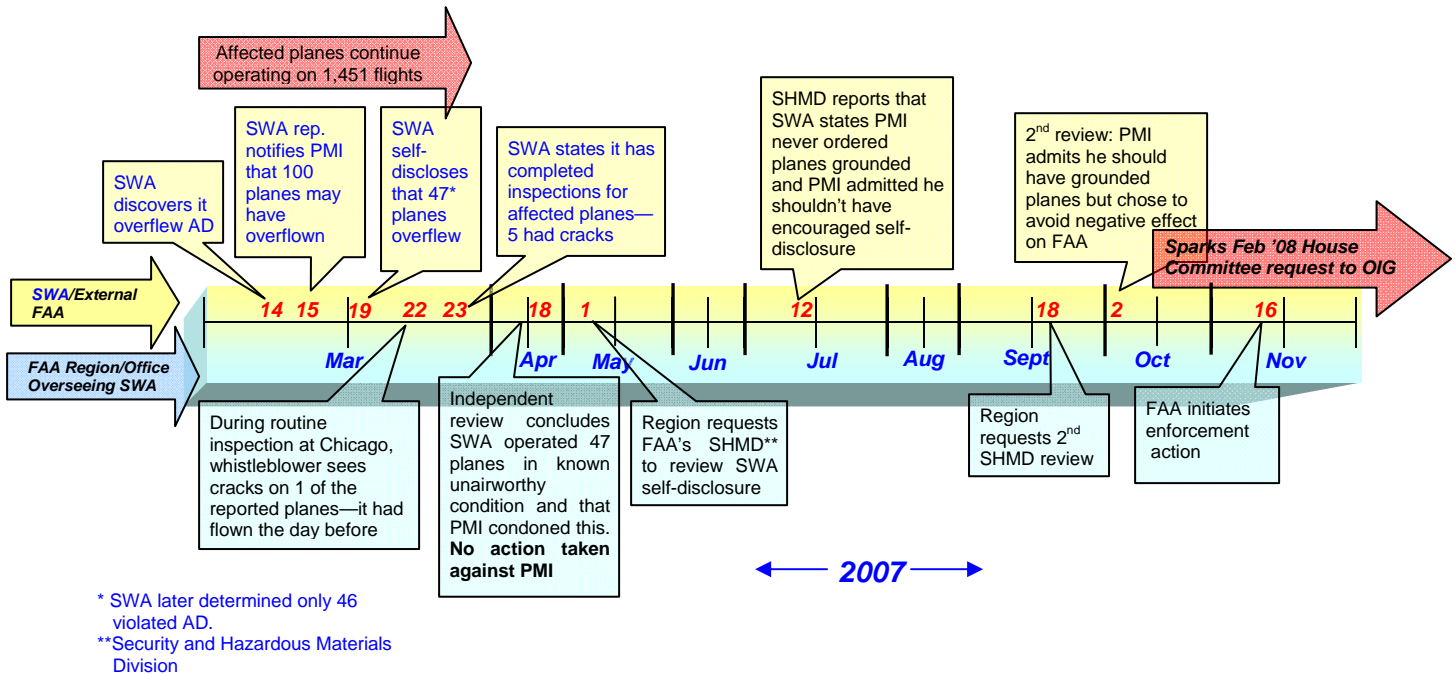 Affected planes continue
operating on 1,451 flights
SWA
discovers it
overflew AD
SWA rep.
notifies PMI
that 100
planes may
have
overflown
SWA
self-
discloses
that 47*
planes
overflew
SWA states it has
completed
inspections for
affected planes—
5 had cracks
SHMD reports that
SWA states PMI
never ordered
planes grounded
and PMI admitted he
shouldn't have
encouraged self-
disclosure
2nd review: PMI
admits he should
have grounded
planes but chose to
avoid negative effect
on FAA
Sparks Feb '08 House
Committee request to OIG
SWA/External
FAA
14 15 19 22 23 18 1 12 18 2 16
Mar Apr May Jun Jul Aug Sept Oct Nov
FAA Region/Office
Overseeing SWA
During routine
inspection at Chicago,
whistleblower sees
cracks on 1 of the
reported planes—it had
flown the day before
Independent
review concludes
SWA operated 47
planes in known
unairworthy
condition and that
PMI condoned this.
No action taken
against PMI
Region requests
FAA's SHMD**
to review SWA
self-disclosure
Region
requests 2nd
SHMD review
FAA initiates
enforcement
action
2007
* SWA later determined only 46
violated AD.
**Security and Hazardous Materials
Division